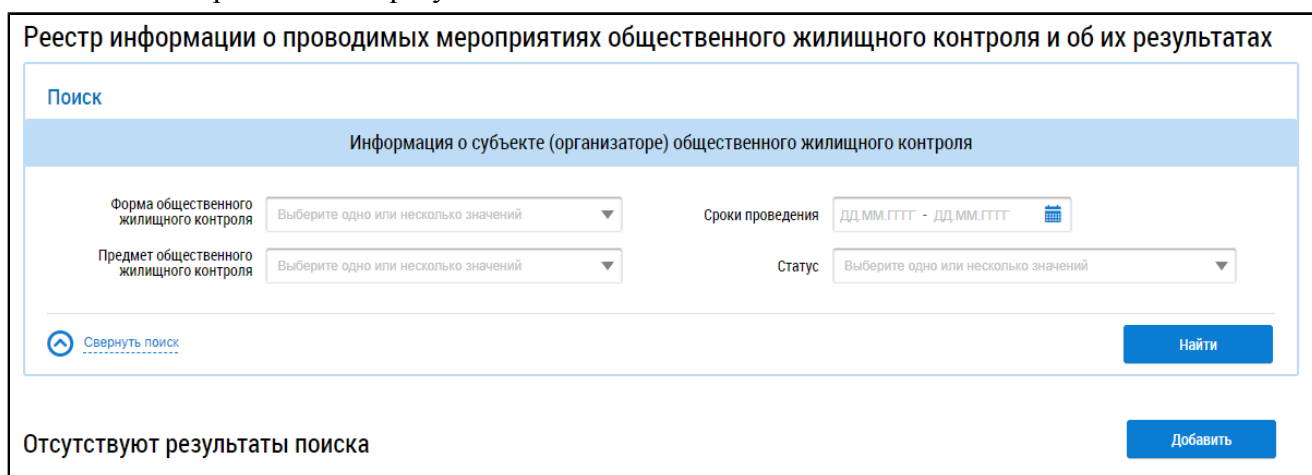 Реестр информации о проводимых мероприятиях общественного жилищного контроля и об их результатах
Поиск
Информация о субъекте (организаторе) общественного жилищного контроля
Форма общественного
жилищного контроля
Выберите одно или несколько значений
Сроки проведения
ДД.ММ.ГГГГ - ДД.ММ.ГГГГ
Предмет общественного
жилищного контроля
Выберите одно или несколько значений
Статус
Выберите одно или несколько значений
Свернуть поиск
Найти
Отсутствуют результаты поиска
Добавить